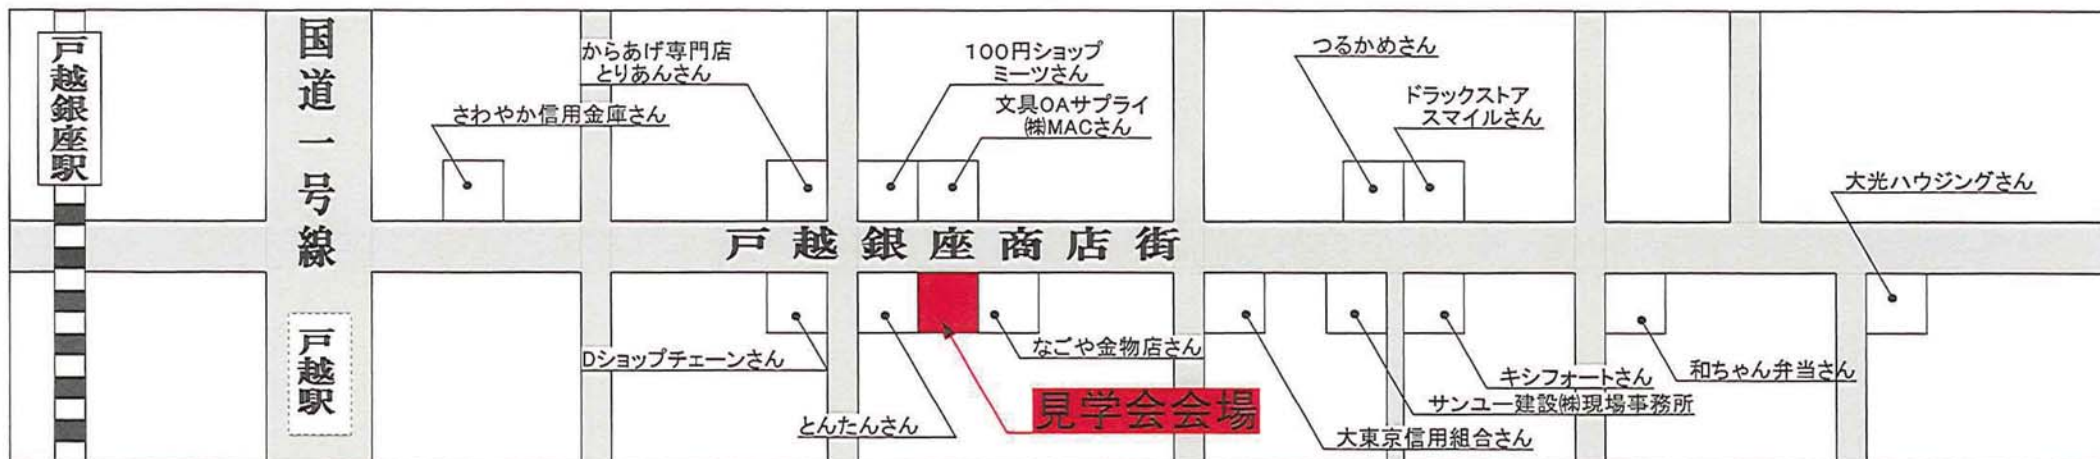 戸越銀座駅
国道一号線
戸越駅
さわやか信用金庫さん
からあげ専門店
とりあんさん
100円ショップ
ミーツさん
文具OAサプライ
㈱MACさん
つるかめさん
ドラックストア
スマイルさん
大光ハウジングさん
戸越銀座商店街
Dショップチェーンさん
とんたんさん
見学会会場
なごや金物店さん
大東京信用組合さん
サンユー建設㈱現場事務所
キシフォートさん
和ちゃん弁当さん